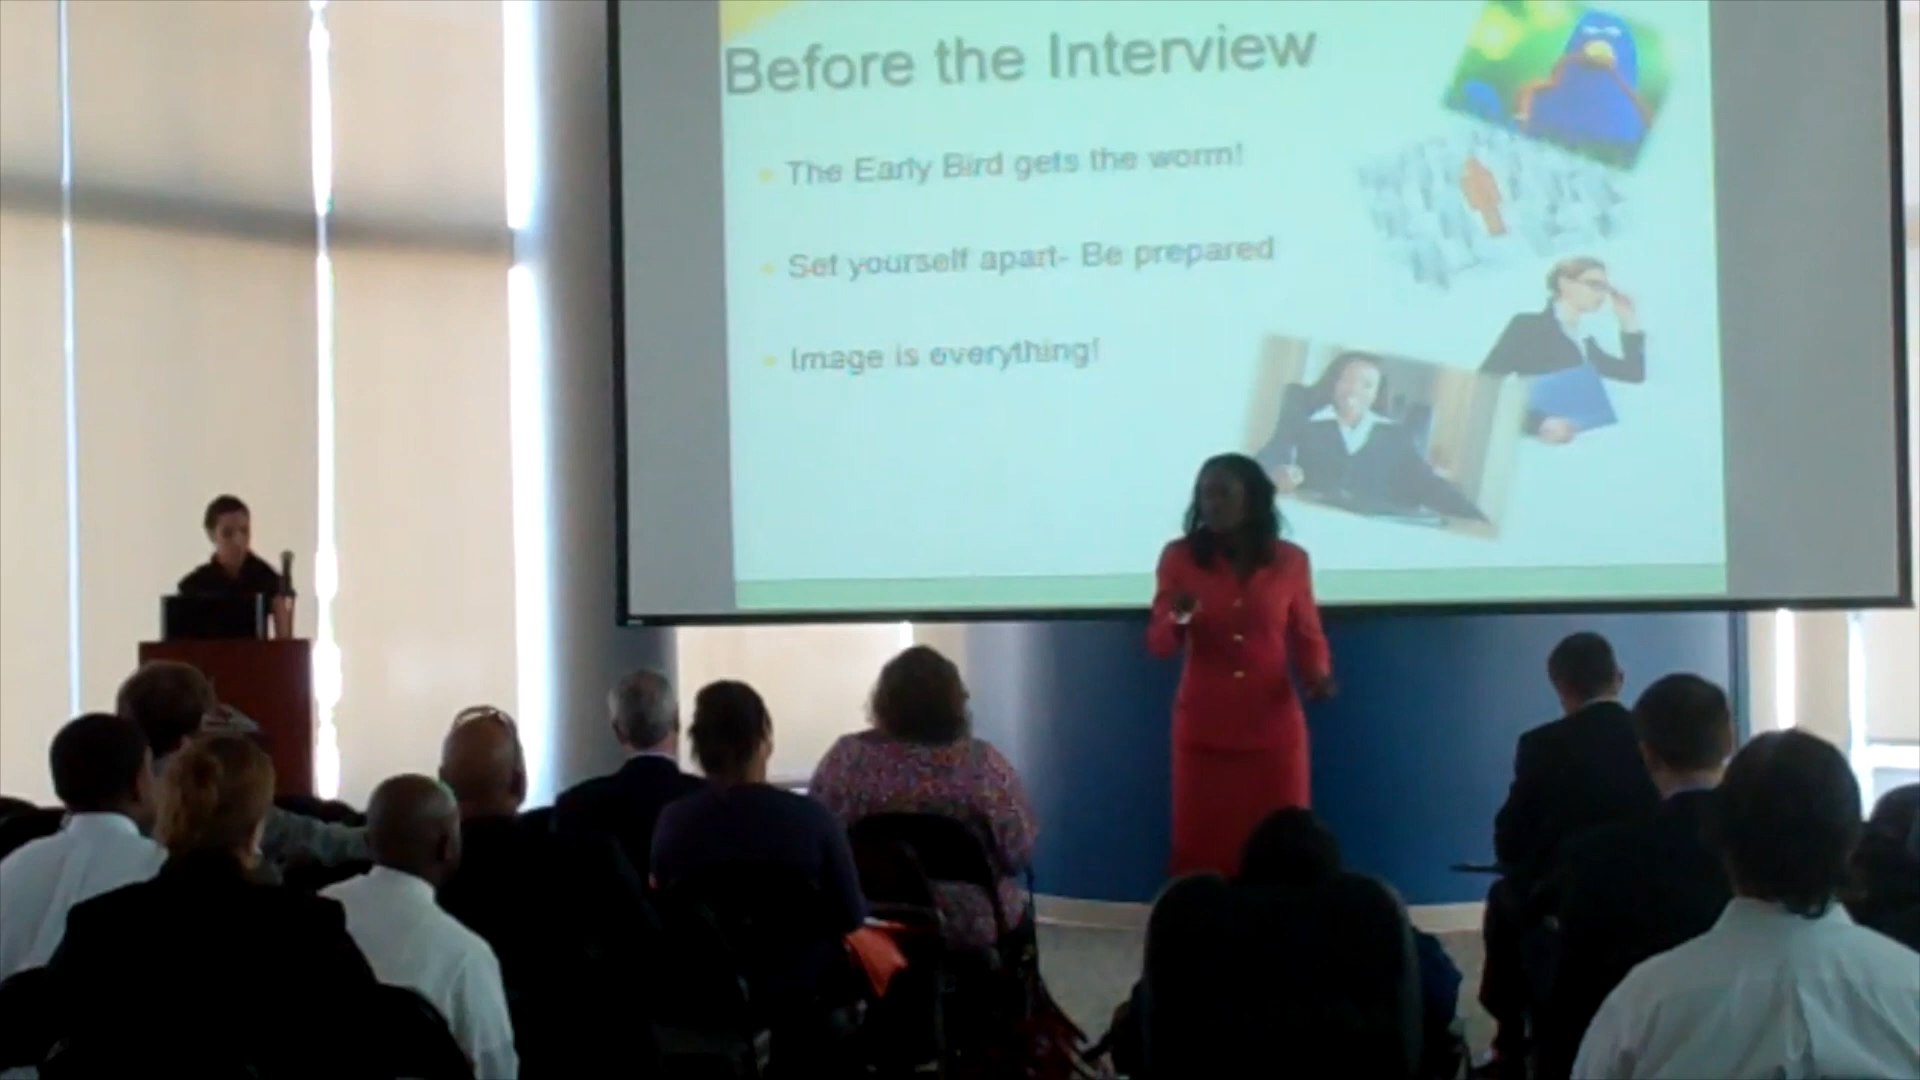 Before the Interview
The Early Bird gets the worm!
Set yourself apart- Be prepared
Image is everything!